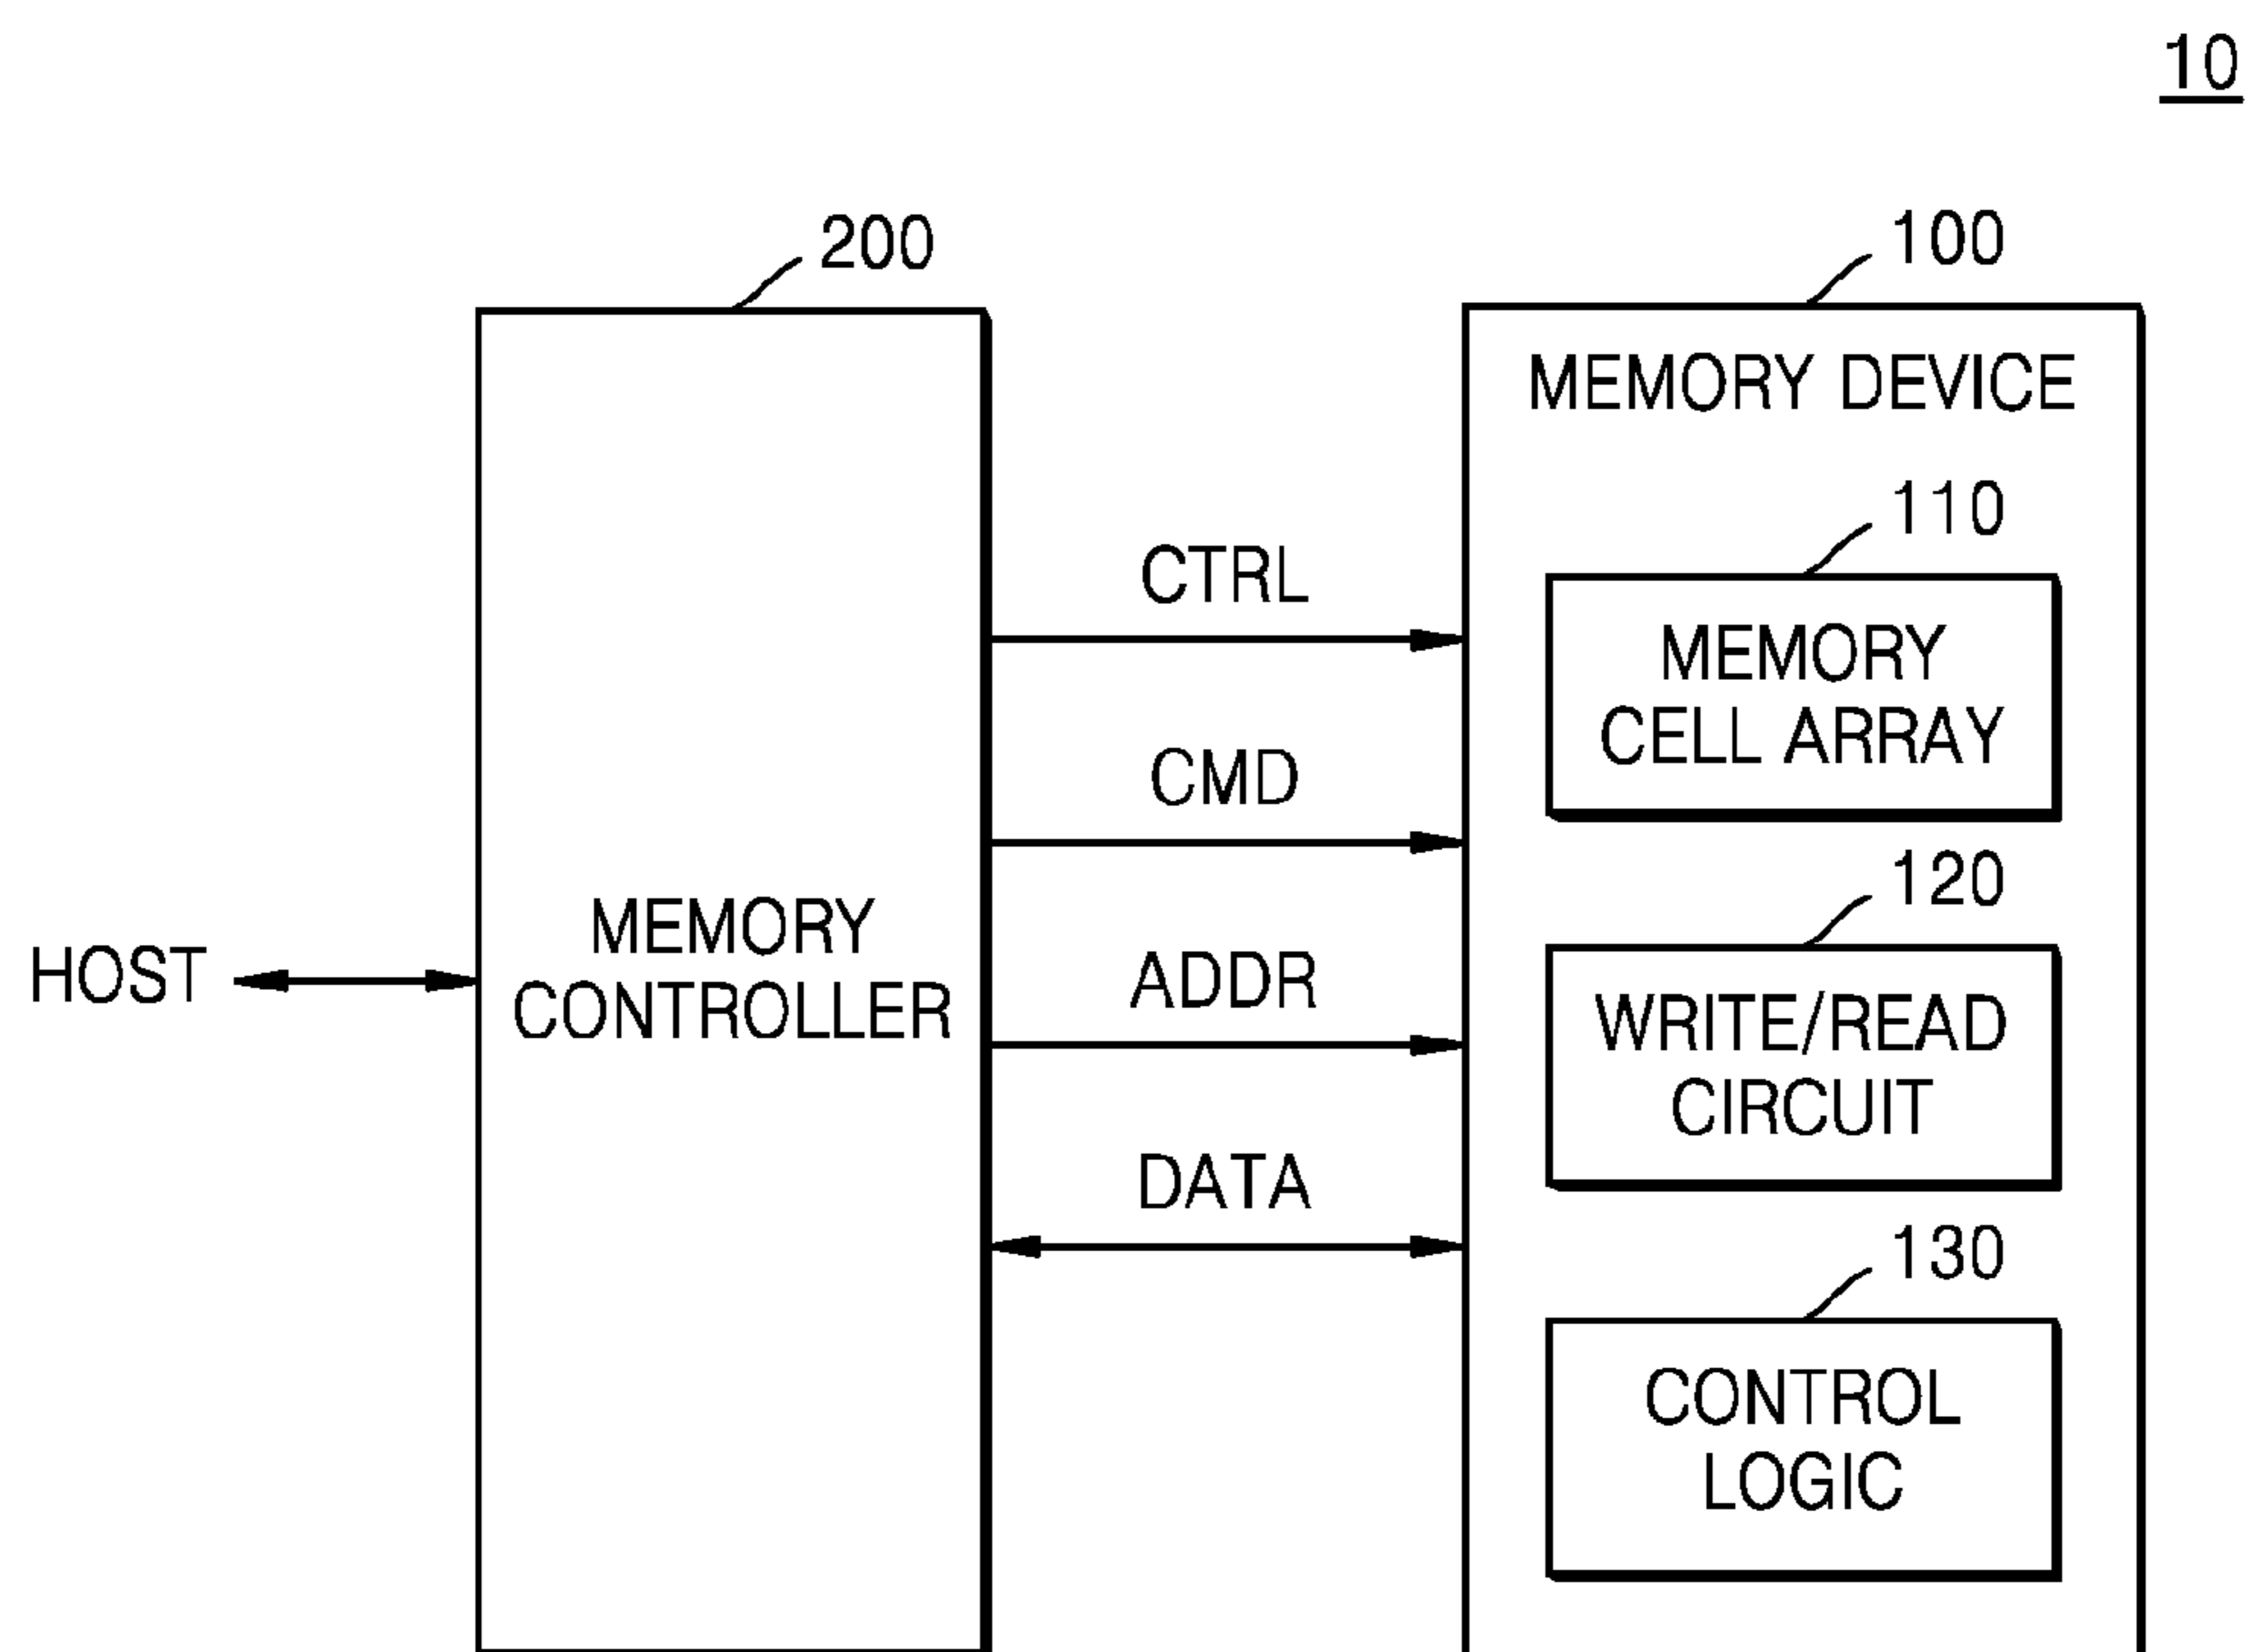 10
200
100
MEMORY DEVICE
110
CTRL
MEMORY
CELL ARRAY
CMD
120
HOST
MEMORY
CONTROLLER
ADDR
WRITE/READ
CIRCUIT
DATA
130
CONTROL
LOGIC